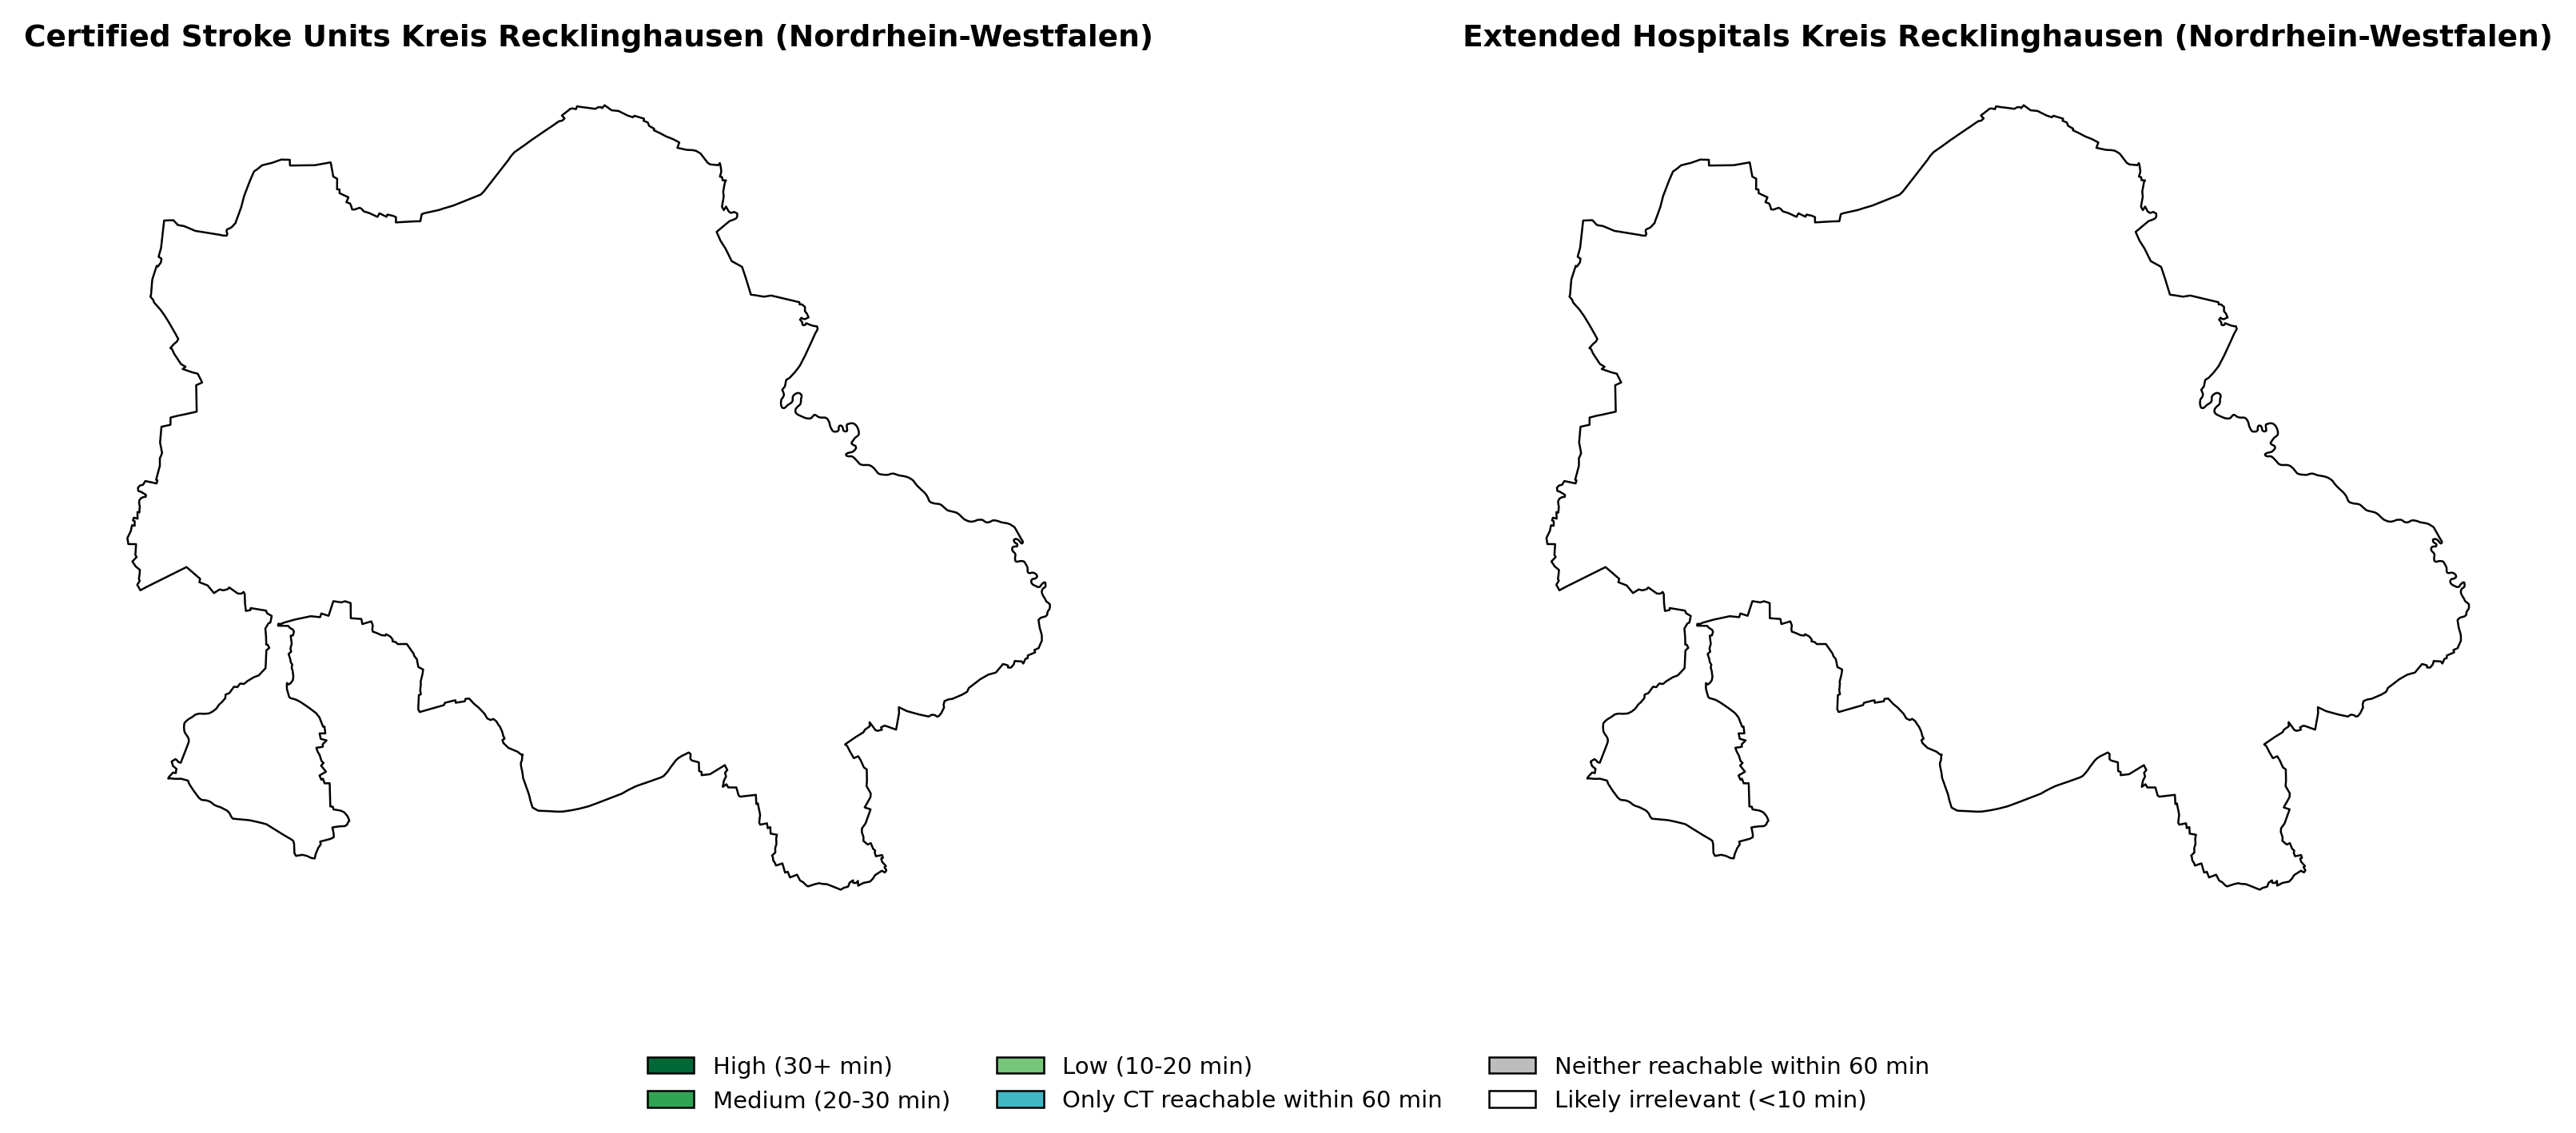 Certified Stroke Units Kreis Recklinghausen (Nordrhein-Westfalen)
Extended Hospitals Kreis Recklinghausen (Nordrhein-Westfalen)
High (30+ min)
Medium (20-30 min)
Low (10-20 min)
Only CT reachable within 60 min
Neither reachable within 60 min
Likely irrelevant (<10 min)